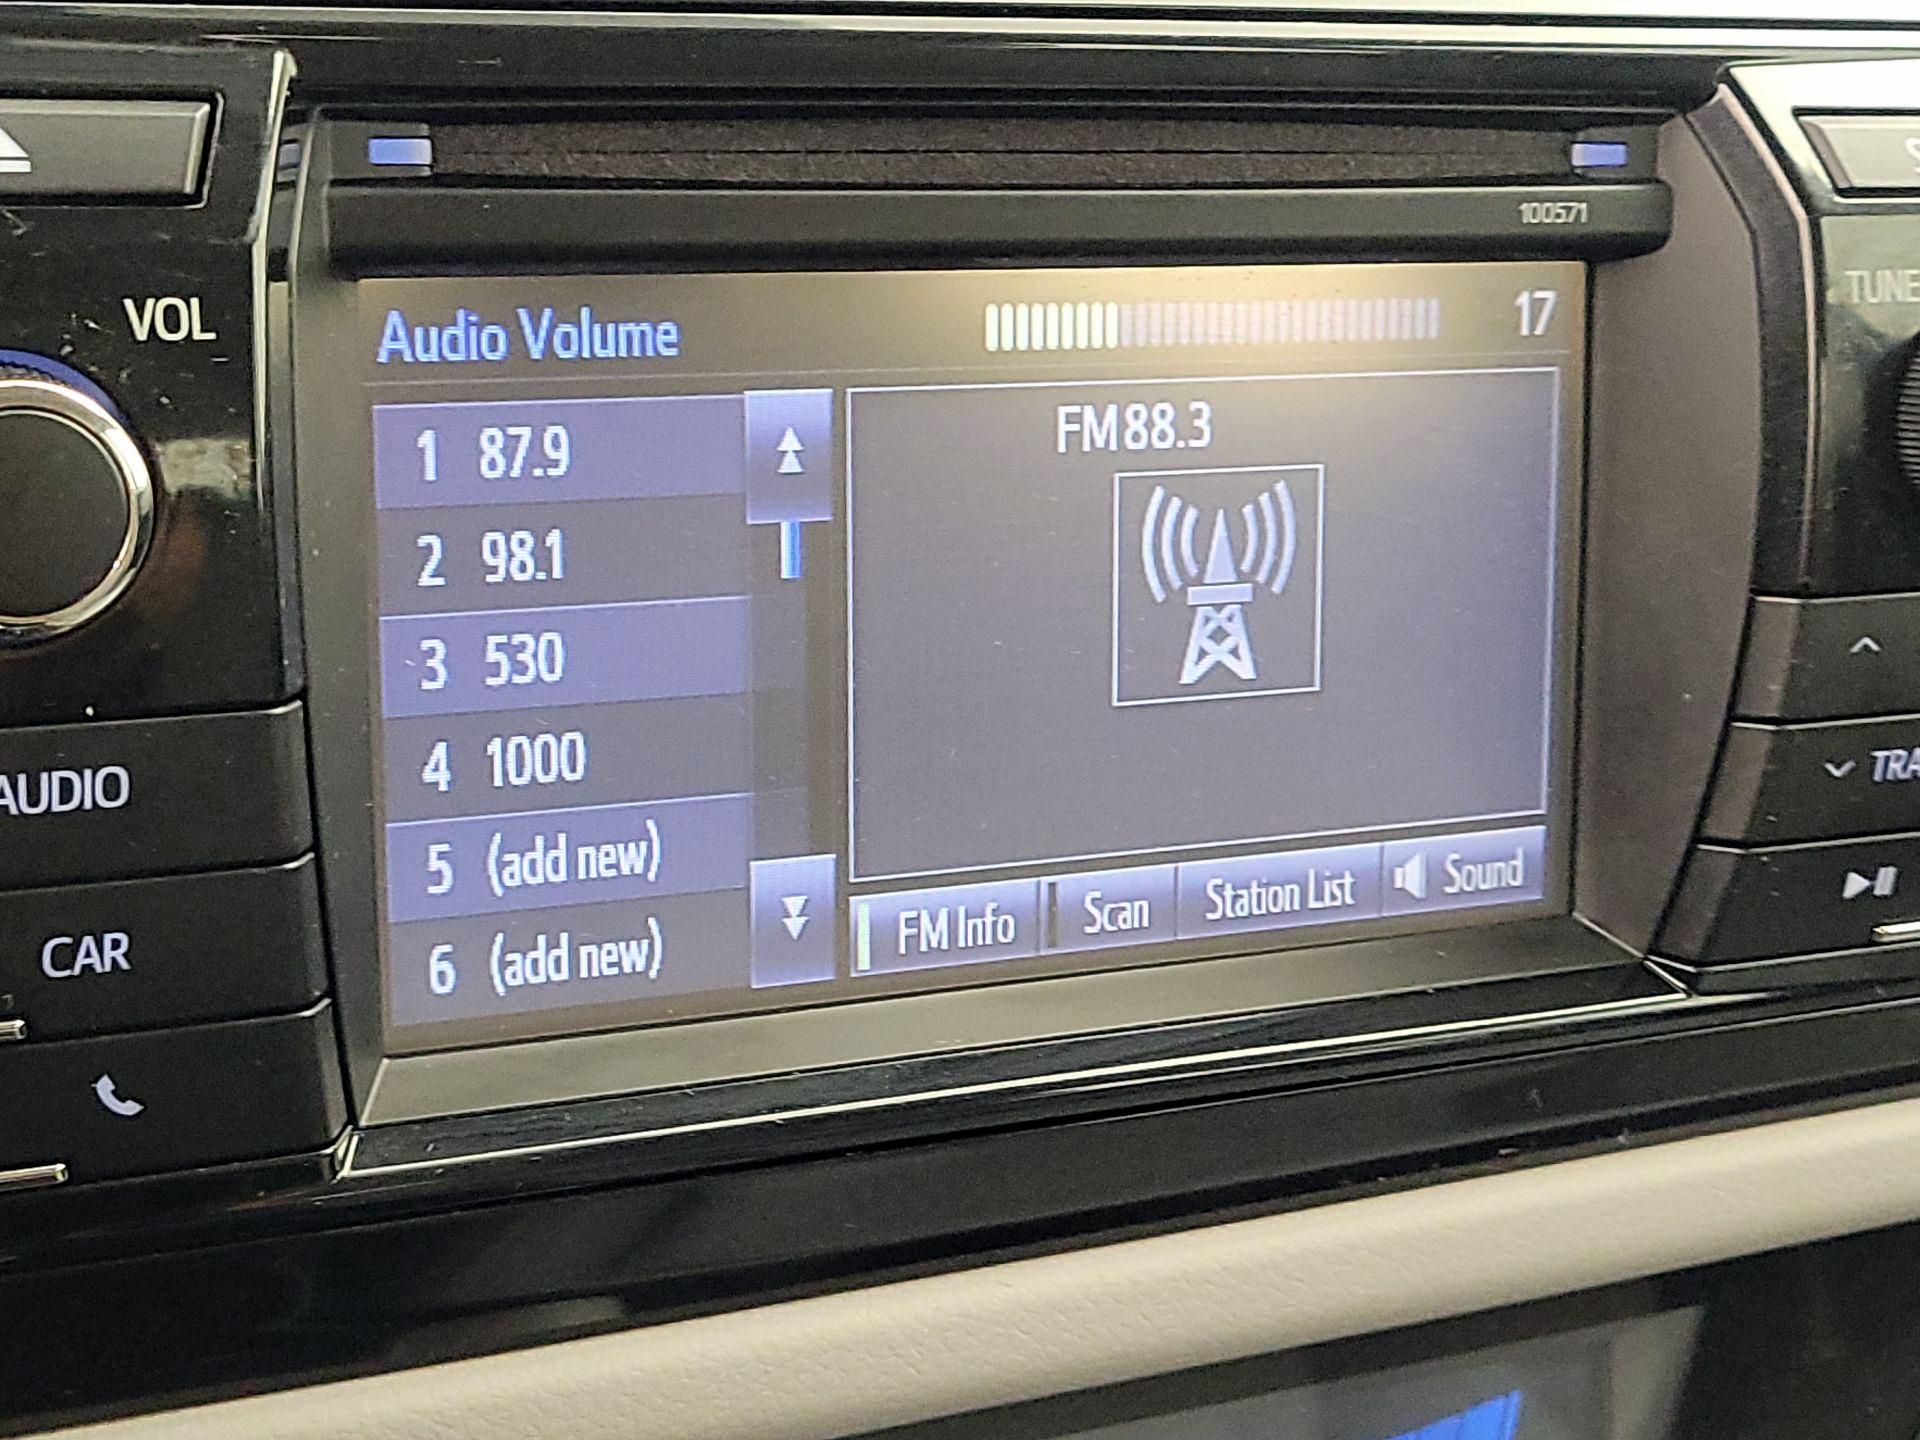 100571
VOL
TUNE
Audio Volume 17
FM 88.3
1 87.9
2 98.1
3 530
4 1000
5 (add new)
6 (add new)
FM Info Scan Station List Sound
AUDIO
CAR
TRA